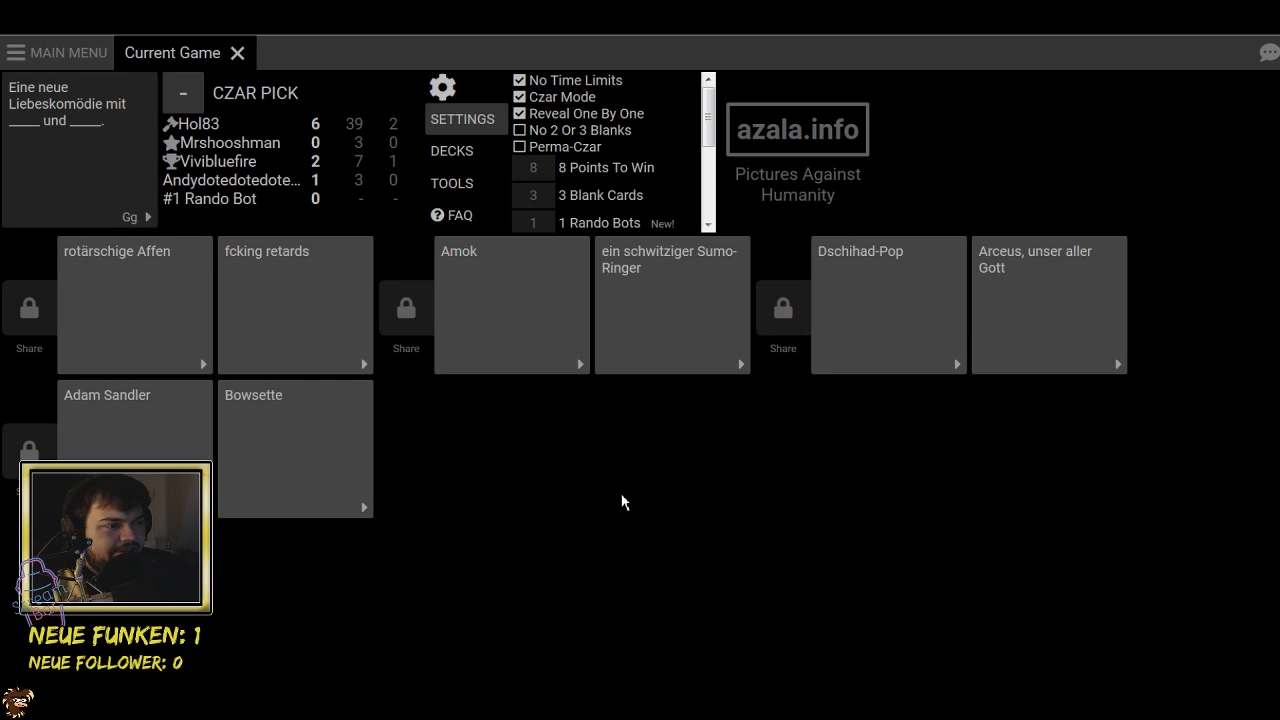 MAIN MENU
Current Game
Eine neue
Liebeskomödie mit
_____ und _____.
Gg
-
CZAR PICK
Hol83 6 39 2
Mrshooshman 0 3 0
Vivibluefire 2 7 1
Andydotedotedote... 1 3 0
#1 Rando Bot 0 - -
SETTINGS
DECKS
TOOLS
FAQ
No Time Limits
Czar Mode
Reveal One By One
No 2 Or 3 Blanks
Perma-Czar
8 8 Points To Win
3 3 Blank Cards
1 1 Rando Bots New!
azala.info
Pictures Against
Humanity
Share
rotärschige Affen
fcking retards
Share
Amok
ein schwitziger Sumo-
Ringer
Share
Dschihad-Pop
Arceus, unser aller
Gott
Adam Sandler
Bowsette
Stream
NEUE FUNKEN: 1
NEUE FOLLOWER: 0